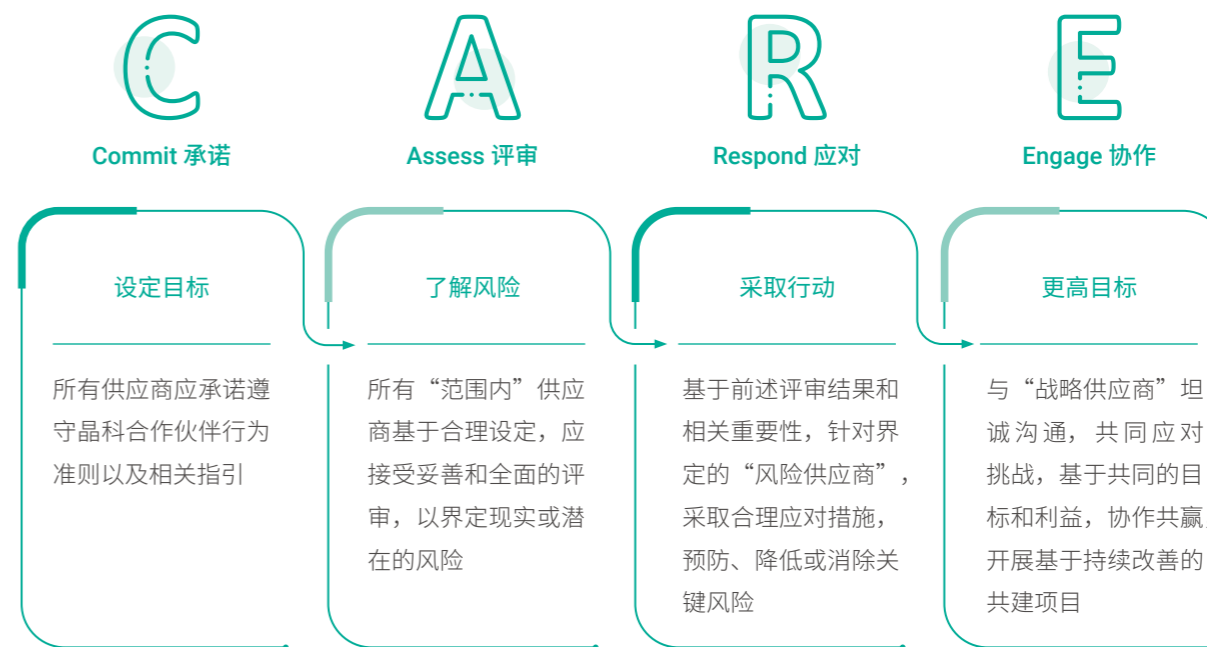 C
Commit 承诺
设定目标
所有供应商应承诺遵
守晶科合作伙伴行为
准则以及相关指引
A
Assess 评审
了解风险
所有“范围内”供应
商基于合理设定，应
接受妥善和全面的评
审，以界定现实或潜
在的风险
R
Respond 应对
采取行动
基于前述评审结果和
相关重要性，针对界
定的“风险供应商”，
采取合理应对措施，
预防、降低或消除关
键风险
E
Engage 协作
更高目标
与“战略供应商”坦
诚沟通，共同应对
挑战，基于共同的目
标和利益，协作共赢，
开展基于持续改善的
共建项目